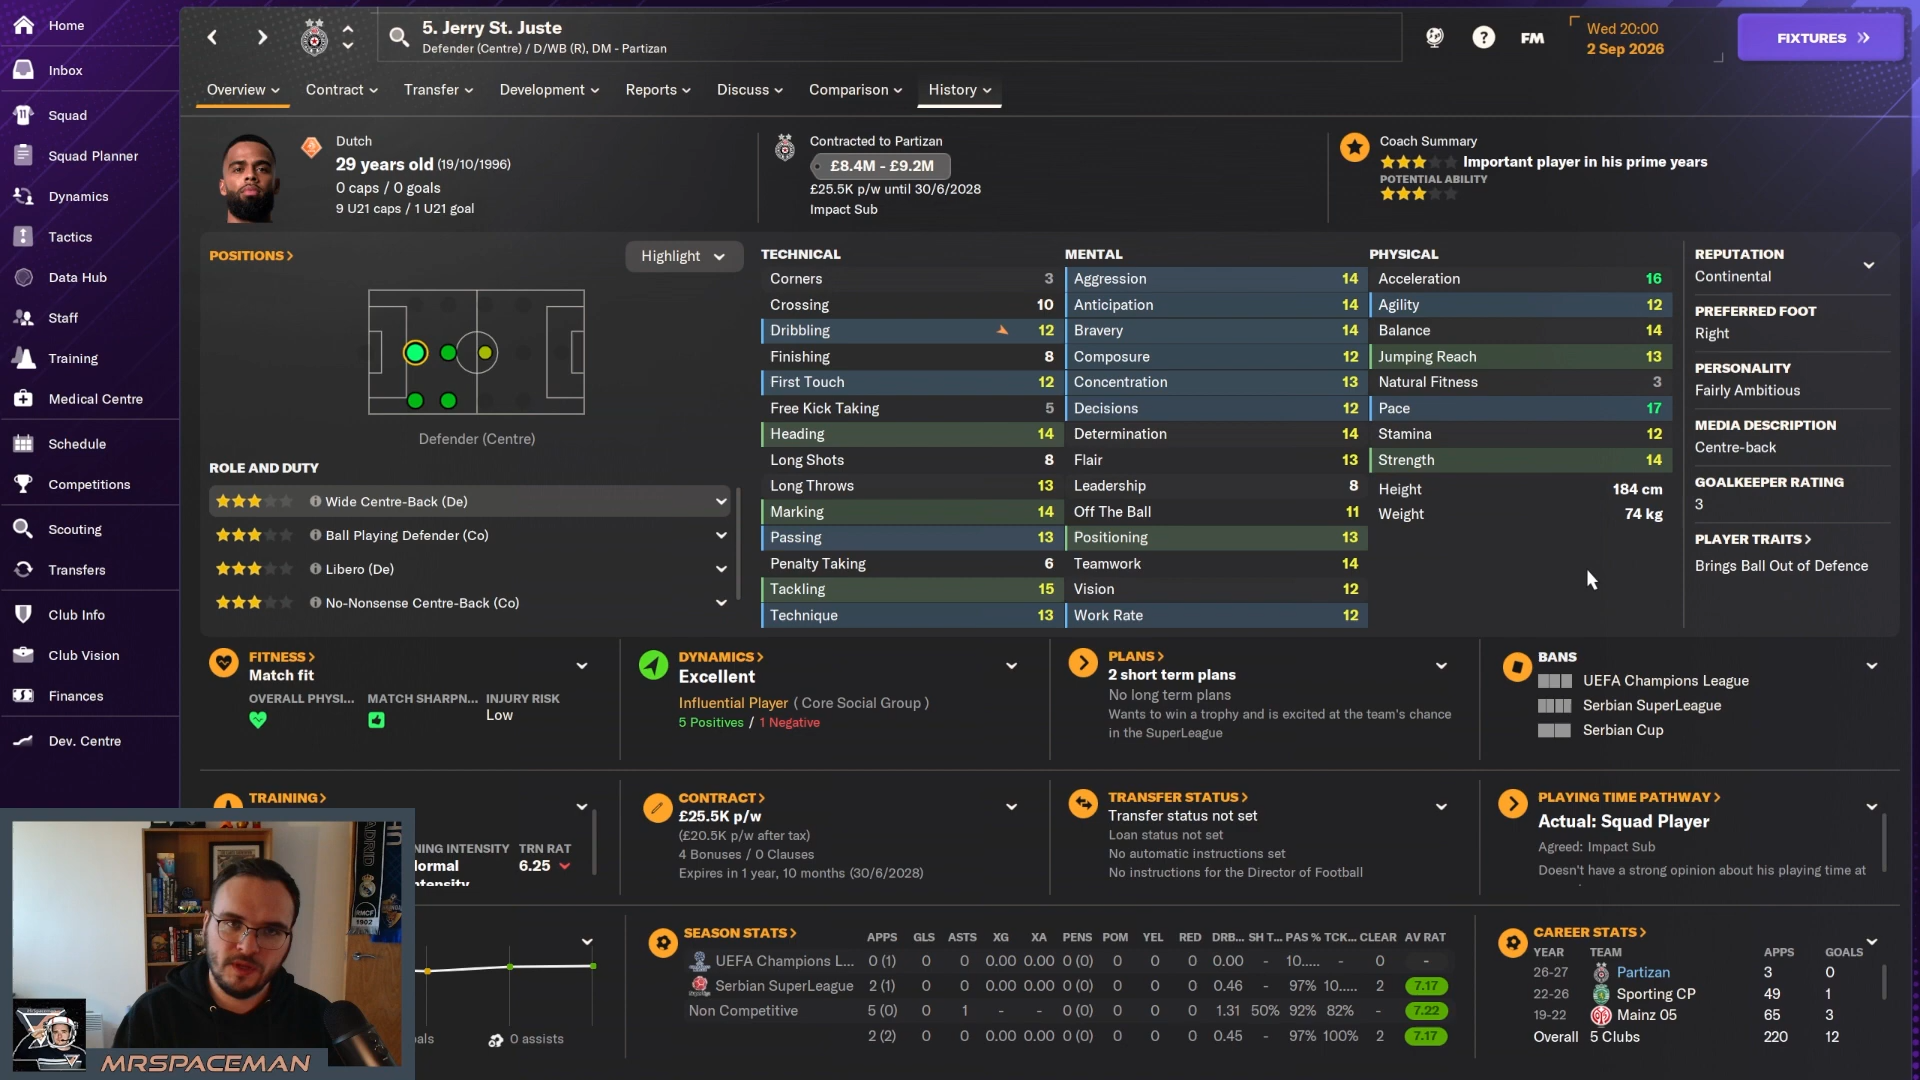 Home
Inbox
Squad
Squad Planner
Dynamics
Staff
Tactics
Data Hub
Training
Medical Centre
Schedule
Competitions
Scouting
Transfers
Club Info
Club Vision
Finances
Dev. Centre
5. Jerry St. Juste
Defender (Centre) / D/WB (R), DM - Partizan
? FM
Wed 20:00
2 Sep 2026
FIXTURES
Overview Contract Transfer Development Reports Discuss Comparison History
Dutch
29 years old (19/10/1996)
0 caps / 0 goals
9 U21 caps / 1 U21 goal
Contracted to Partizan
£8.4M - £9.2M
£25.5K p/w until 30/6/2028
Impact Sub
Coach Summary
Important player in his prime years
POTENTIAL ABILITY
POSITIONS >
Highlight
Defender (Centre)
ROLE AND DUTY
Wide Centre-Back (De)
Ball Playing Defender (Co)
Libero (De)
No-Nonsense Centre-Back (Co)
TECHNICAL
Corners 3
Crossing 10
Dribbling 12
Finishing 8
First Touch 12
Free Kick Taking 5
Heading 14
Long Shots 8
Long Throws 13
Marking 14
Passing 13
Penalty Taking 6
Tackling 15
Technique 13
MENTAL
Aggression 14
Anticipation 14
Bravery 14
Composure 12
Concentration 13
Decisions 12
Determination 14
Flair 13
Leadership 8
Off The Ball 11
Positioning 13
Teamwork 14
Vision 12
Work Rate 12
PHYSICAL
Acceleration 16
Agility 12
Balance 14
Jumping Reach 13
Natural Fitness 3
Pace 17
Stamina 12
Strength 14
Height 184 cm
Weight 74 kg
REPUTATION
Continental
PREFERRED FOOT
Right
PERSONALITY
Fairly Ambitious
MEDIA DESCRIPTION
Centre-back
GOALKEEPER RATING
3
PLAYER TRAITS >
Brings Ball Out of Defence
FITNESS >
Match fit
OVERALL PHYSI... MATCH SHARPN... INJURY RISK
Low
DYNAMICS >
Excellent
Influential Player ( Core Social Group )
5 Positives / 1 Negative
PLANS >
2 short term plans
No long term plans
Wants to win a trophy and is excited at the team's chance
in the SuperLeague
BANS
UEFA Champions League
Serbian SuperLeague
Serbian Cup
TRAINING >
NING INTENSITY TRN RAT
Normal 6.25
Intensity
CONTRACT >
£25.5K p/w
(£20.5K p/w after tax)
4 Bonuses / 0 Clauses
Expires in 1 year, 10 months (30/6/2028)
TRANSFER STATUS >
Transfer status not set
Loan status not set
No automatic instructions set
No instructions for the Director of Football
PLAYING TIME PATHWAY >
Actual: Squad Player
Agreed: Impact Sub
Doesn't have a strong opinion about his playing time at
als 0 assists
SEASON STATS > APPS GLS ASTS XG XA PENS POM YEL RED DRB... SH T... PAS % TCK... CLEAR AV RAT
UEFA Champions L... 0 (1) 0 0 0.00 0.00 0 (0) 0 0 0 0.00 - 10..... - 0 -
Serbian SuperLeague 2 (1) 0 0 0.00 0.00 0 (0) 0 0 0 0.46 - 97% 10..... 2 7.17
Non Competitive 5 (0) 0 1 - - 0 (0) 0 0 0 1.31 50% 92% 82% - 7.22
2 (2) 0 0 0.00 0.00 0 (0) 0 0 0 0.45 - 97% 100% 2 7.17
CAREER STATS >
YEAR TEAM APPS GOALS
26-27 Partizan 3 0
22-26 Sporting CP 49 1
19-22 Mainz 05 65 3
Overall 5 Clubs 220 12
MADRID
RMCF
1902
MRSPACEMAN